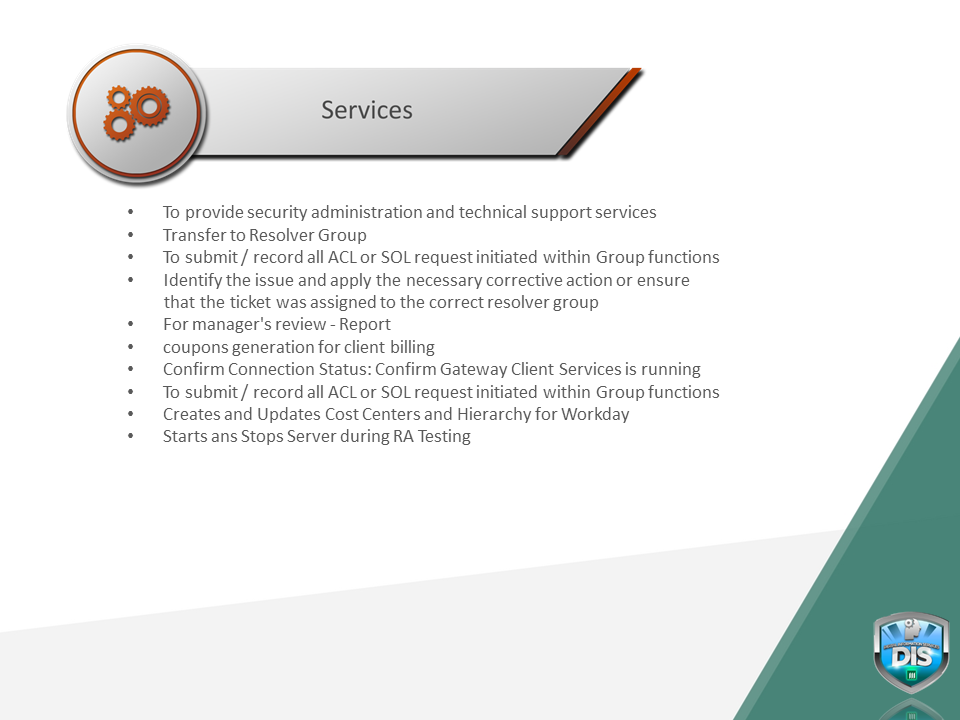 Services
• To provide security administration and technical support services
• Transfer to Resolver Group
• To submit / record all ACL or SOL request initiated within Group functions
• Identify the issue and apply the necessary corrective action or ensure
that the ticket was assigned to the correct resolver group
• For manager's review - Report
• coupons generation for client billing
• Confirm Connection Status: Confirm Gateway Client Services is running
• To submit / record all ACL or SOL request initiated within Group functions
• Creates and Updates Cost Centers and Hierarchy for Workday
• Starts ans Stops Server during RA Testing
DIS